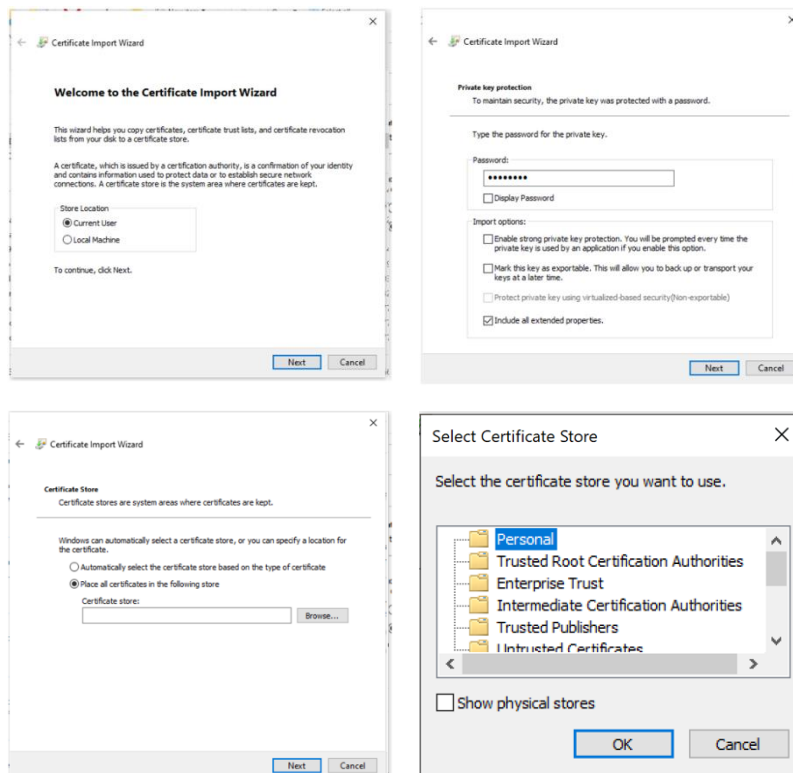 Certificate Import Wizard
Welcome to the Certificate Import Wizard
This wizard helps you copy certificates, certificate trust lists, and certificate revocation
lists from your disk to a certificate store.
A certificate, which is issued by a certification authority, is a confirmation of your identity
and contains information used to protect data or to establish secure network
connections. A certificate store is the system area where certificates are kept.
Store Location
Current User
Local Machine
To continue, click Next.
Next
Cancel
Certificate Import Wizard
Private key protection
To maintain security, the private key was protected with a password.
Type the password for the private key.
Password:
••••••••
Display Password
Import options:
Enable strong private key protection. You will be prompted every time the
private key is used by an application if you enable this option.
Mark this key as exportable. This will allow you to back up or transport your
keys at a later time.
Protect private key using virtualized-based security(Non-exportable)
Include all extended properties.
Next
Cancel
Certificate Import Wizard
Certificate Store
Certificate stores are system areas where certificates are kept.
Windows can automatically select a certificate store, or you can specify a location for
the certificate.
Automatically select the certificate store based on the type of certificate
Place all certificates in the following store
Certificate store:
Browse...
Next
Cancel
Select Certificate Store
Select the certificate store you want to use.
Personal
Trusted Root Certification Authorities
Enterprise Trust
Intermediate Certification Authorities
Trusted Publishers
Untrusted Certificates
Show physical stores
OK
Cancel